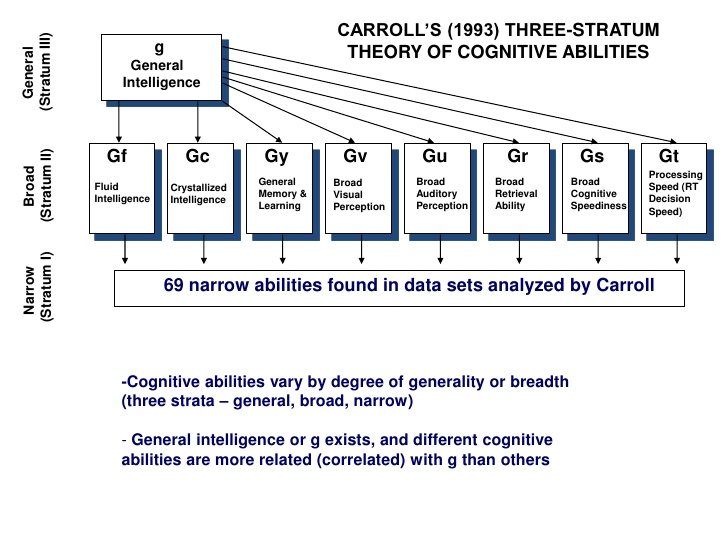 CARROLL’S (1993) THREE-STRATUM
THEORY OF COGNITIVE ABILITIES
General
(Stratum III)
g
General
Intelligence
Broad
(Stratum II)
Gf
Fluid
Intelligence
Gc
Crystallized
Intelligence
Gy
General
Memory &
Learning
Gv
Broad
Visual
Perception
Gu
Broad
Auditory
Perception
Gr
Broad
Retrieval
Ability
Gs
Broad
Cognitive
Speediness
Gt
Processing
Speed (RT
Decision
Speed)
Narrow
(Stratum I)
69 narrow abilities found in data sets analyzed by Carroll
-Cognitive abilities vary by degree of generality or breadth
(three strata – general, broad, narrow)
- General intelligence or g exists, and different cognitive
abilities are more related (correlated) with g than others